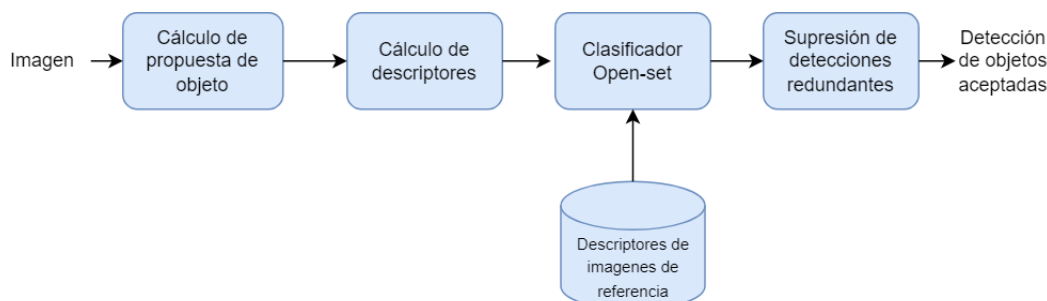 Imagen
Cálculo de
propuesta de
objeto
Cálculo de
descriptores
Clasificador
Open-set
Supresión de
detecciones
redundantes
Detección
de objetos
aceptadas
Descriptores de
imagenes de
referencia